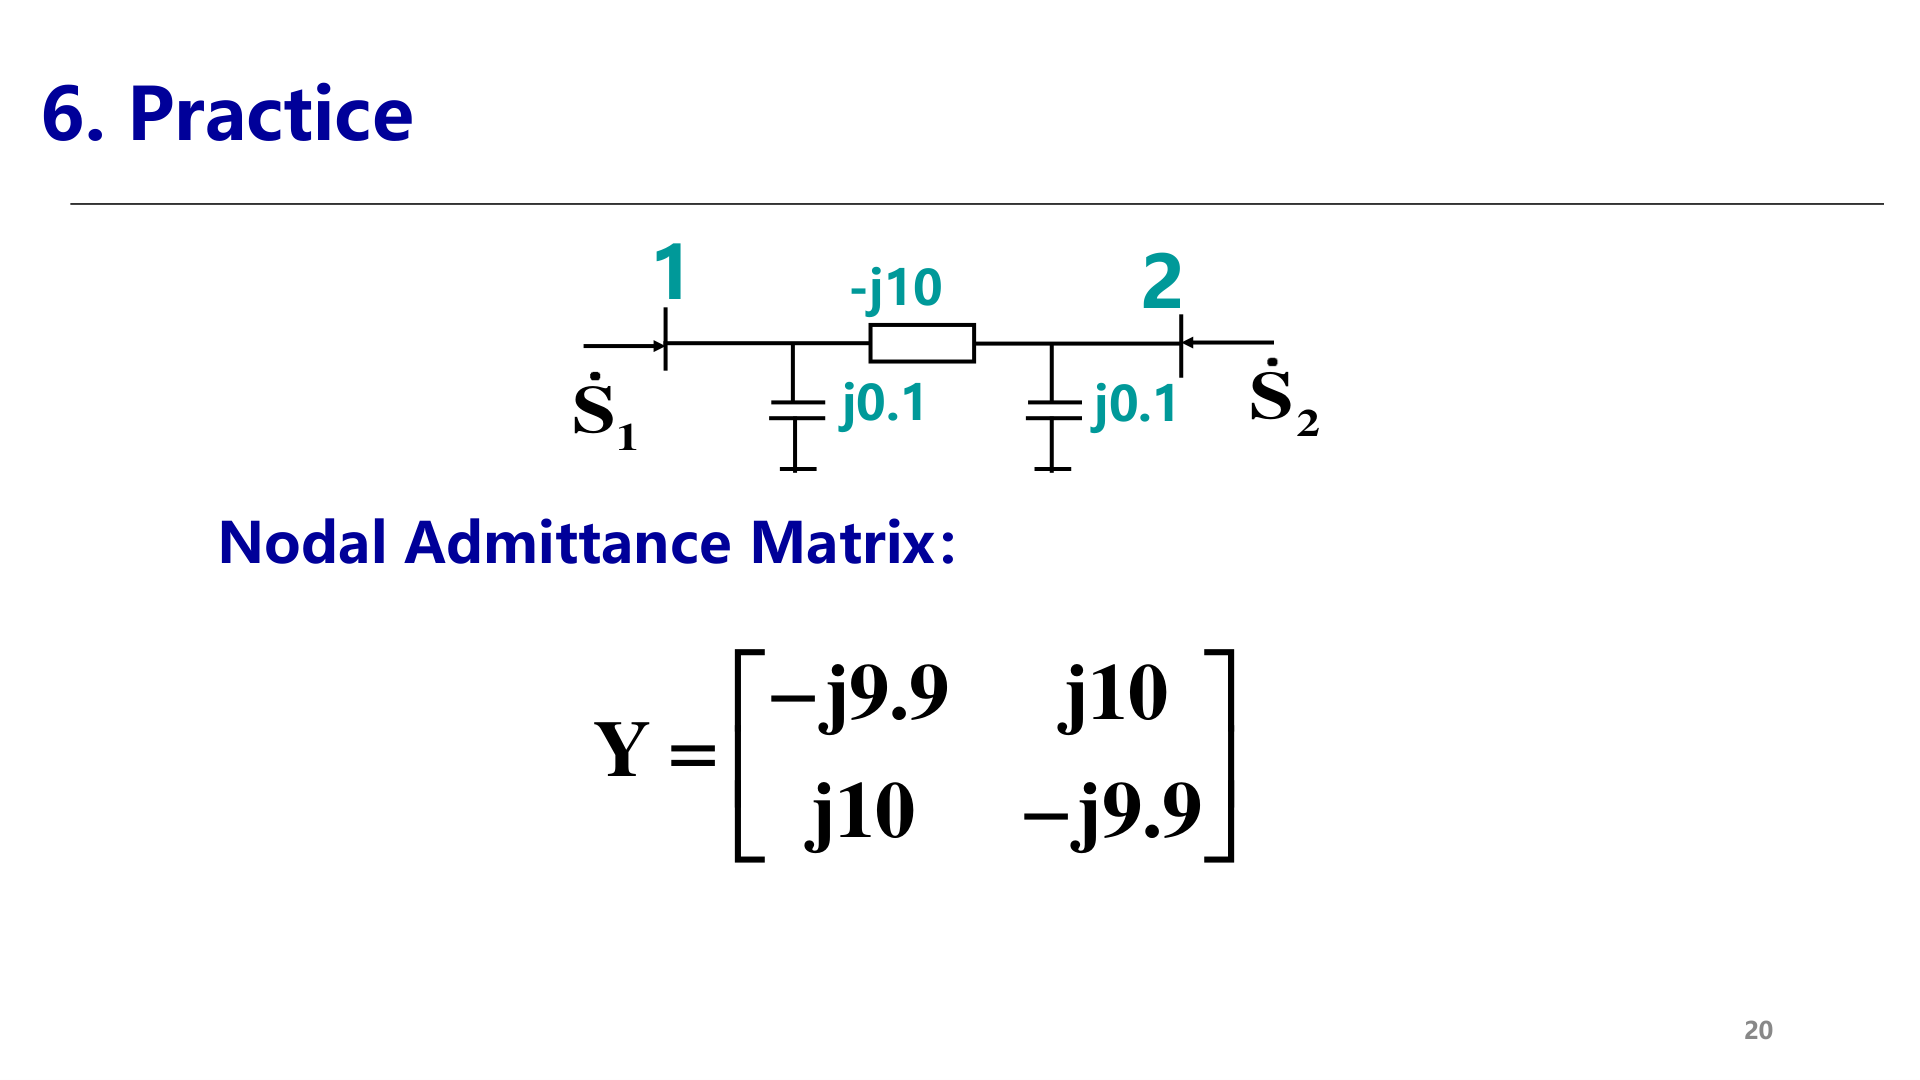 6. Practice
1
-j10
2
j0.1
j0.1
Ṡ₁
Ṡ₂
Nodal Admittance Matrix：
Y = [ −j9.9 j10
j10 −j9.9 ]
20